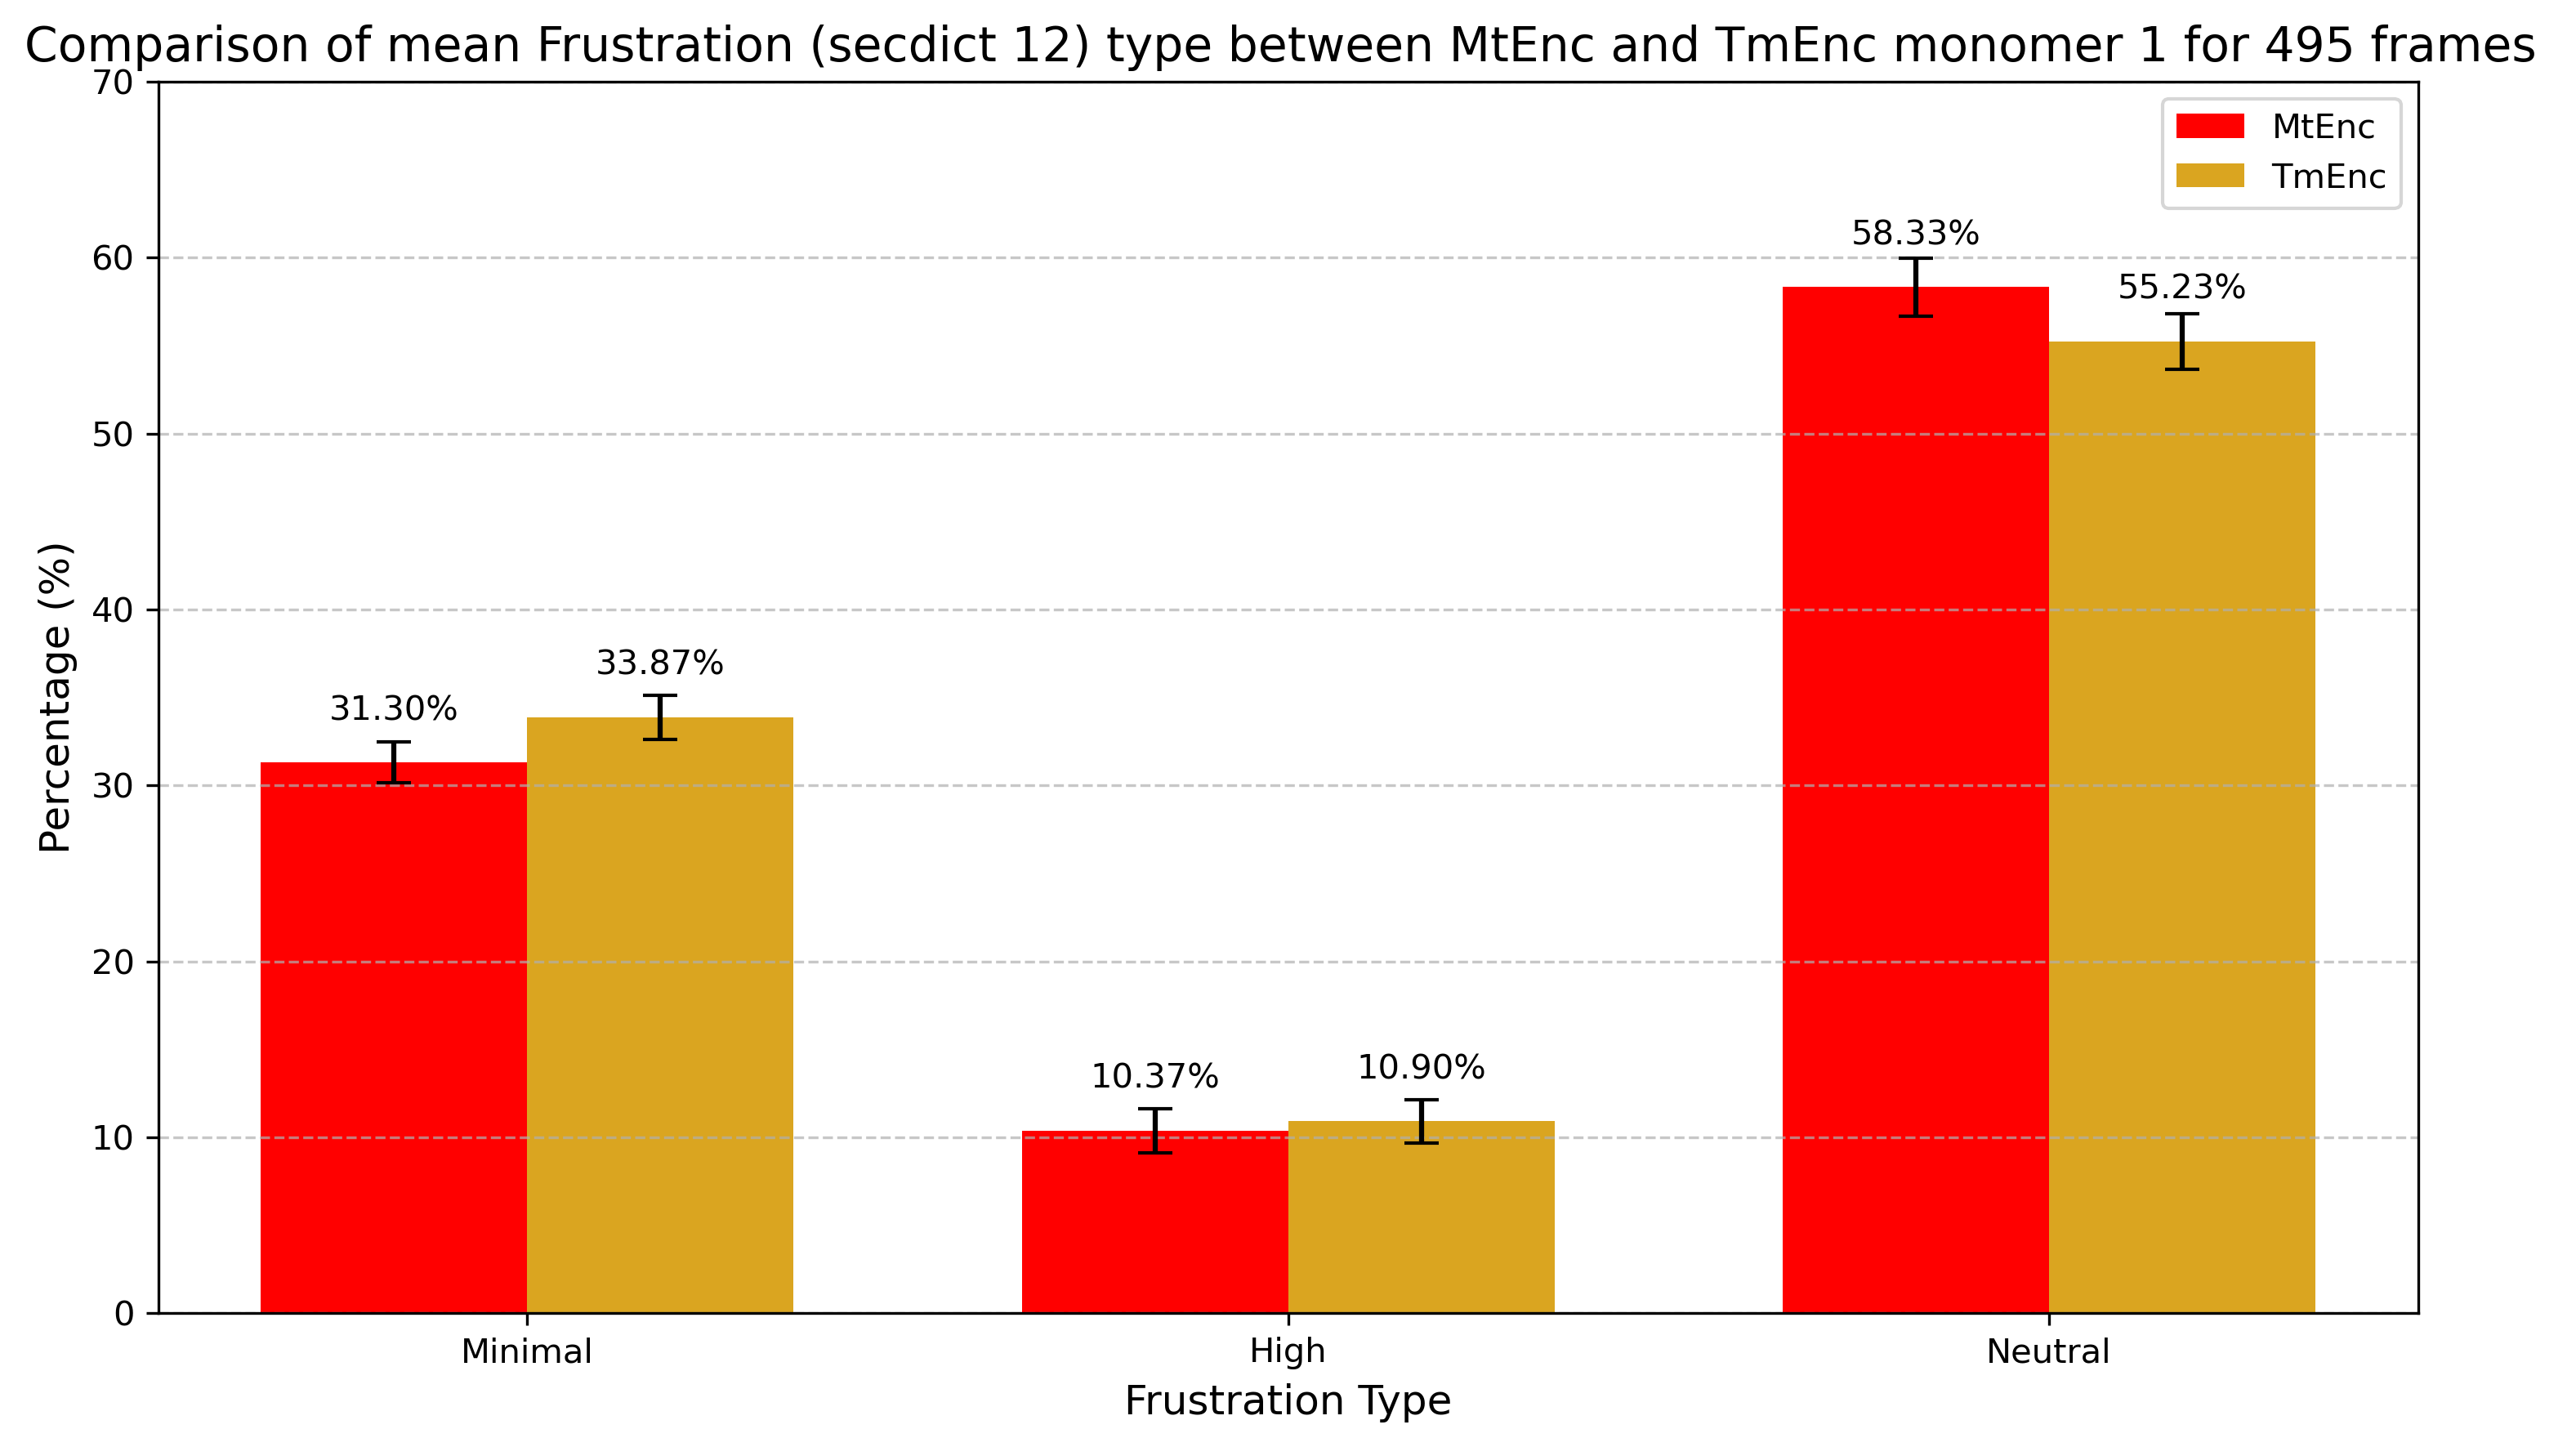 Comparison of mean Frustration (secdict 12) type between MtEnc and TmEnc monomer 1 for 495 frames
MtEnc
TmEnc
Percentage (%)
70
60
50
40
30
20
10
0
31.30%
33.87%
10.37%
10.90%
58.33%
55.23%
Minimal
High
Neutral
Frustration Type